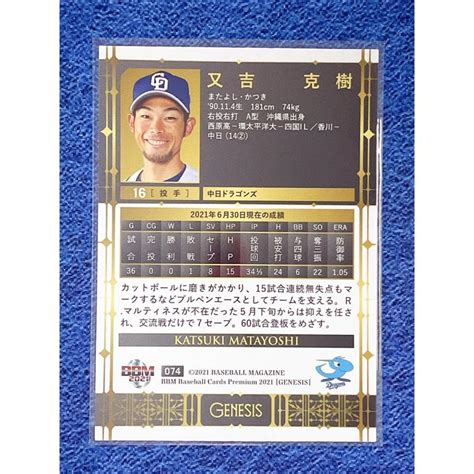 CD
又吉 克樹
またよし・かつき
'90.11.4生 181cm 74kg
右投右打 A型 沖縄県出身
西原高－環太平洋大－四国IL／香川－
中日 (14②)
16 [投手] 中日ドラゴンズ
2021年6月30日現在の成績
G CG W L SV HP IP H BB SO ERA
試合 完投 勝利 敗戦 セーブ HP 投球回 被安打 与四球 奪三振 防御率
36 0 8 15 34⅓ 22 1.05
カットボールに磨きがかかり、15試合連続無失点も
マークするなどブルペンエースとしてチームを支える。R.
マルティネスが不在だった5月下旬からは抑えを任さ
れ、交流戦だけで7セーブ。60試合登板をめざす。
KATSUKI MATAYOSHI
BBM 2021
074 ©2021 BASEBALL MAGAZINE
BBM Baseball Cards Premium 2021 [GENESIS]
Dragons
GENESIS